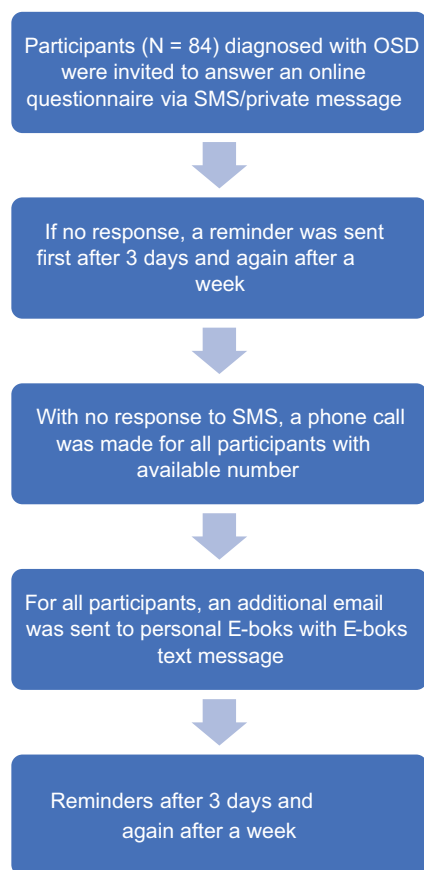 Participants (N = 84) diagnosed with OSD
were invited to answer an online
questionnaire via SMS/private message
If no response, a reminder was sent
first after 3 days and again after a
week
With no response to SMS, a phone call
was made for all participants with
available number
For all participants, an additional email
was sent to personal E-boks with E-boks
text message
Reminders after 3 days and
again after a week